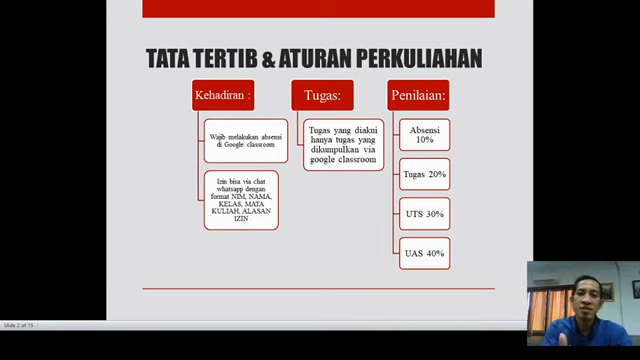 TATA TERTIB & ATURAN PERKULIAHAN
Kehadiran :
Wajib melakukan absensi
di Google classroom
Izin bisa via chat
whatsapp dengan
format NIM, NAMA,
KELAS, MATA
KULIAH, ALASAN
IZIN
Tugas:
Tugas yang diakui
hanya tugas yang
dikumpulkan via
google classroom
Penilaian:
Absensi
10%
Tugas 20%
UTS 30%
UAS 40%
Slide 2 of 15